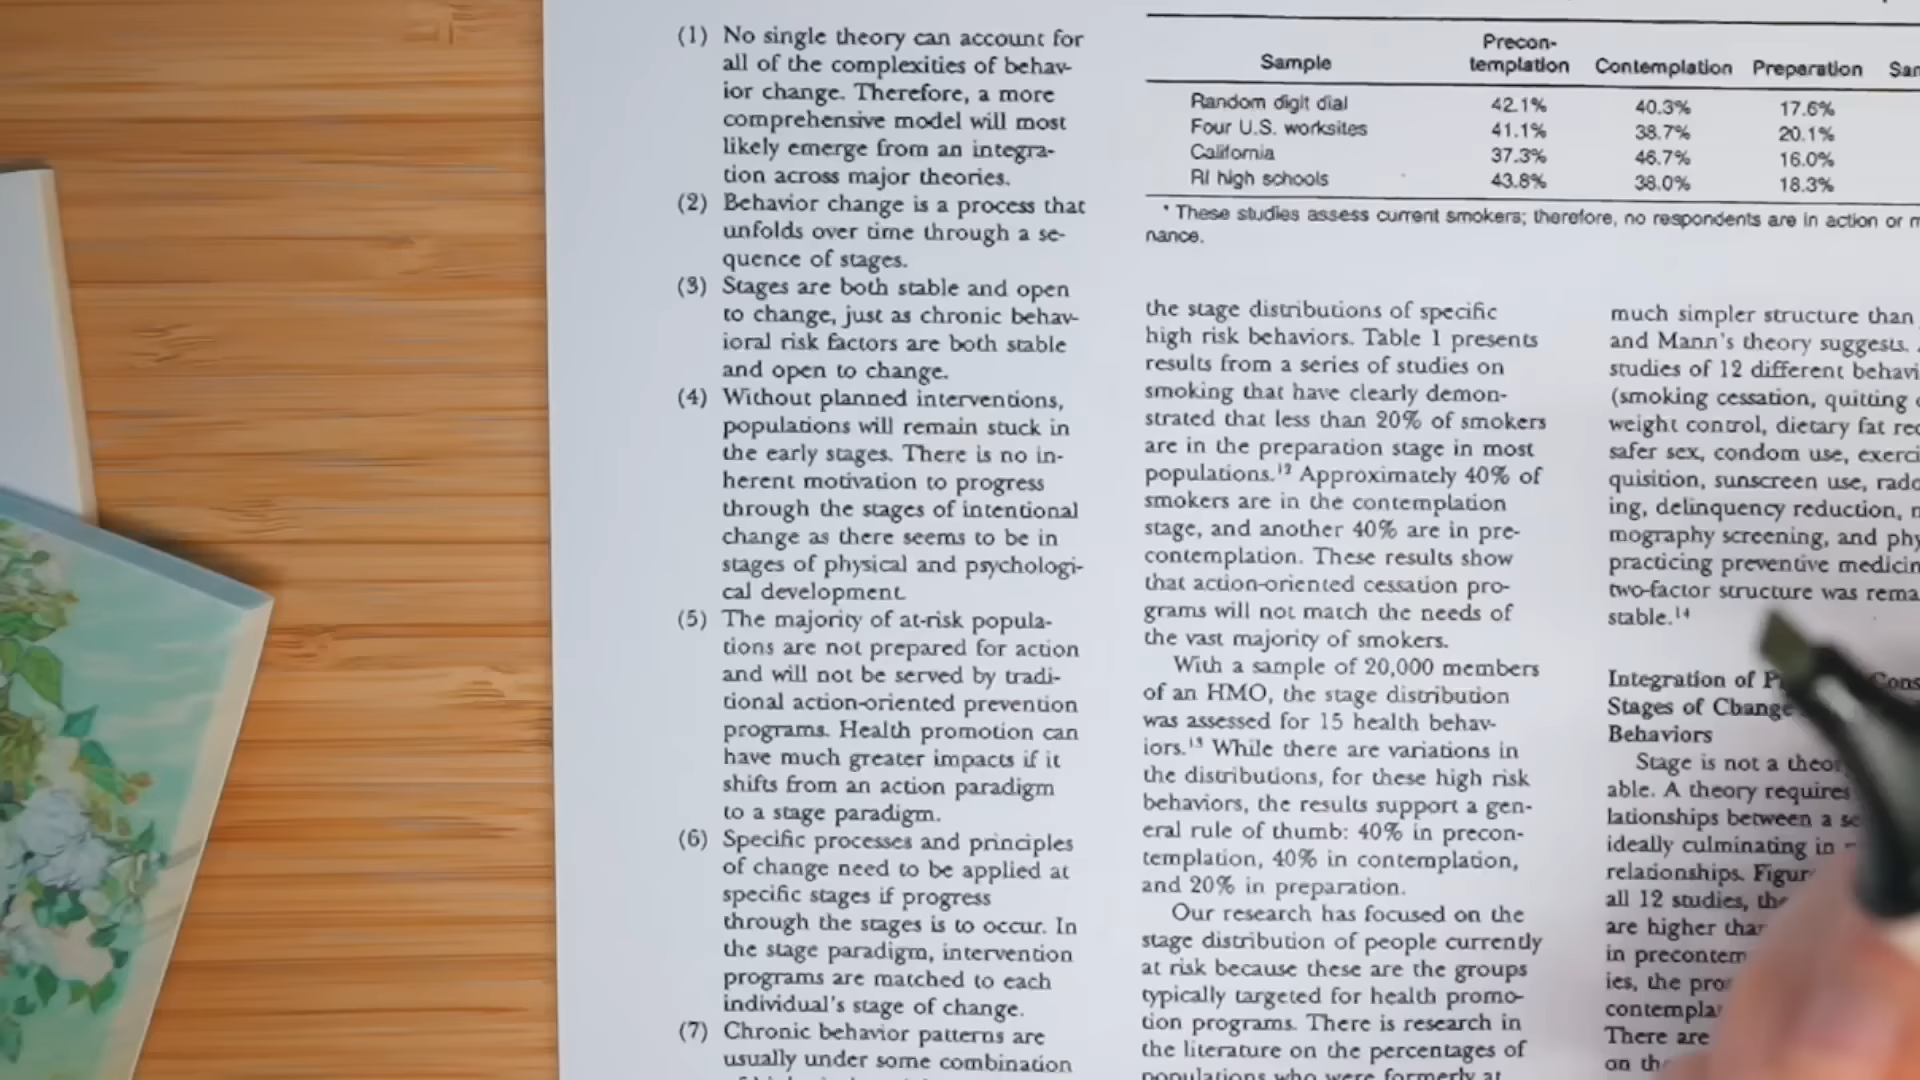 (1) No single theory can account for
all of the complexities of behav-
ior change. Therefore, a more
comprehensive model will most
likely emerge from an integra-
tion across major theories.
(2) Behavior change is a process that
unfolds over time through a se-
quence of stages.
(3) Stages are both stable and open
to change, just as chronic behav-
ioral risk factors are both stable
and open to change.
(4) Without planned interventions,
populations will remain stuck in
the early stages. There is no in-
herent motivation to progress
through the stages of intentional
change as there seems to be in
stages of physical and psychologi-
cal development.
(5) The majority of at-risk popula-
tions are not prepared for action
and will not be served by tradi-
tional action-oriented prevention
programs. Health promotion can
have much greater impacts if it
shifts from an action paradigm
to a stage paradigm.
(6) Specific processes and principles
of change need to be applied at
specific stages if progress
through the stages is to occur. In
the stage paradigm, intervention
programs are matched to each
individual's stage of change.
(7) Chronic behavior patterns are
usually under some combination
Sample Precon-templation Contemplation Preparation
Random digit dial 42.1% 40.3% 17.6%
Four U.S. worksites 41.1% 38.7% 20.1%
California 37.3% 46.7% 16.0%
RI high schools 43.8% 38.0% 18.3%
* These studies assess current smokers; therefore, no respondents are in action or
nance.
the stage distributions of specific
high risk behaviors. Table 1 presents
results from a series of studies on
smoking that have clearly demon-
strated that less than 20% of smokers
are in the preparation stage in most
populations.12 Approximately 40% of
smokers are in the contemplation
stage, and another 40% are in pre-
contemplation. These results show
that action-oriented cessation pro-
grams will not match the needs of
the vast majority of smokers.
With a sample of 20,000 members
of an HMO, the stage distribution
was assessed for 15 health behav-
iors.13 While there are variations in
the distributions, for these high risk
behaviors, the results support a gen-
eral rule of thumb: 40% in precon-
templation, 40% in contemplation,
and 20% in preparation.
Our research has focused on the
stage distribution of people currently
at risk because these are the groups
typically targeted for health promo-
tion programs. There is research in
the literature on the percentages of
populations who were formerly at
much simpler structure than
and Mann's theory suggests.
studies of 12 different behavi
(smoking cessation, quitting
weight control, dietary fat red
safer sex, condom use, exerci
quisition, sunscreen use, rado
ing, delinquency reduction,
mography screening, and phy
practicing preventive medicin
two-factor structure was rema
stable.14
Integration of Cons
Stages of Change
Behaviors
Stage is not a theor
able. A theory requires
lationships between a se
ideally culminating in
relationships. Figur
all 12 studies, the
are higher than
in precontem
ies, the pro
contempla
There are
on the